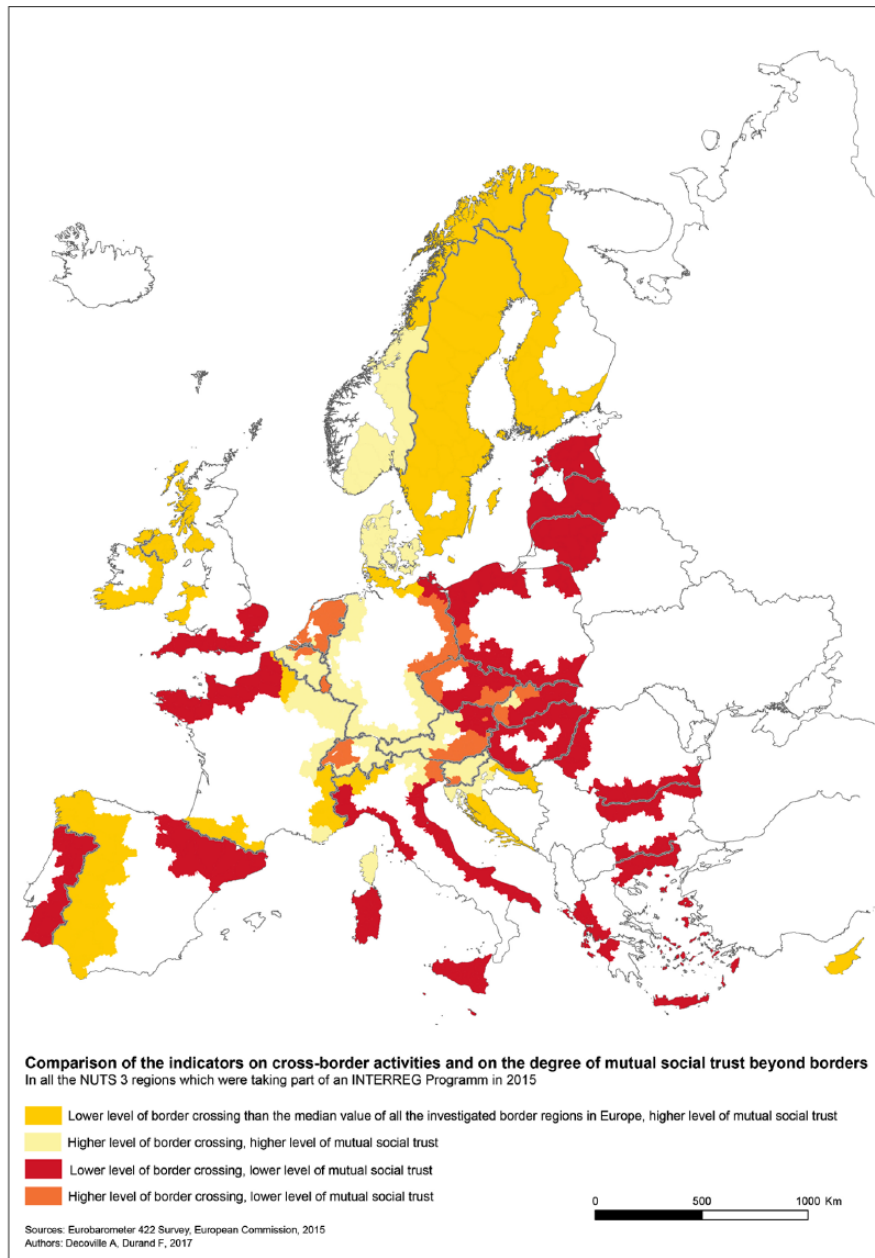 Comparison of the indicators on cross-border activities and on the degree of mutual social trust beyond borders
In all the NUTS 3 regions which were taking part of an INTERREG Programm in 2015
Lower level of border crossing than the median value of all the investigated border regions in Europe, higher level of mutual social trust
Higher level of border crossing, higher level of mutual social trust
Lower level of border crossing, lower level of mutual social trust
Higher level of border crossing, lower level of mutual social trust
0 500 1000 Km
Sources: Eurobarometer 422 Survey, European Commission, 2015
Authors: Decoville A, Durand F, 2017